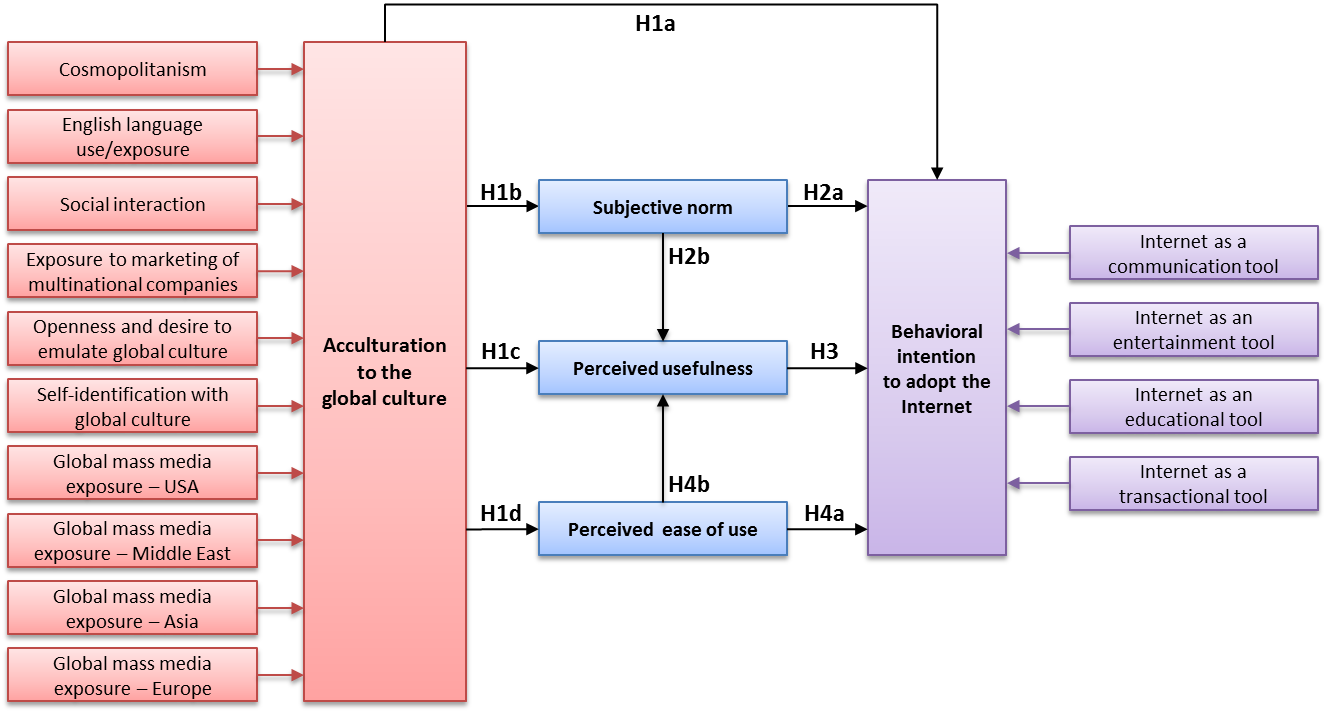 H1a
Cosmopolitanism
English language
use/exposure
Social interaction
Exposure to marketing of
multinational companies
Openness and desire to
emulate global culture
Self-identification with
global culture
Global mass media
exposure – USA
Global mass media
exposure – Middle East
Global mass media
exposure – Asia
Global mass media
exposure – Europe
Acculturation
to the
global culture
H1b
H1c
H1d
Subjective norm
H2b
Perceived usefulness
H4b
Perceived ease of use
H2a
H3
H4a
Behavioral
intention
to adopt the
Internet
Internet as a
communication tool
Internet as an
entertainment tool
Internet as an
educational tool
Internet as a
transactional tool